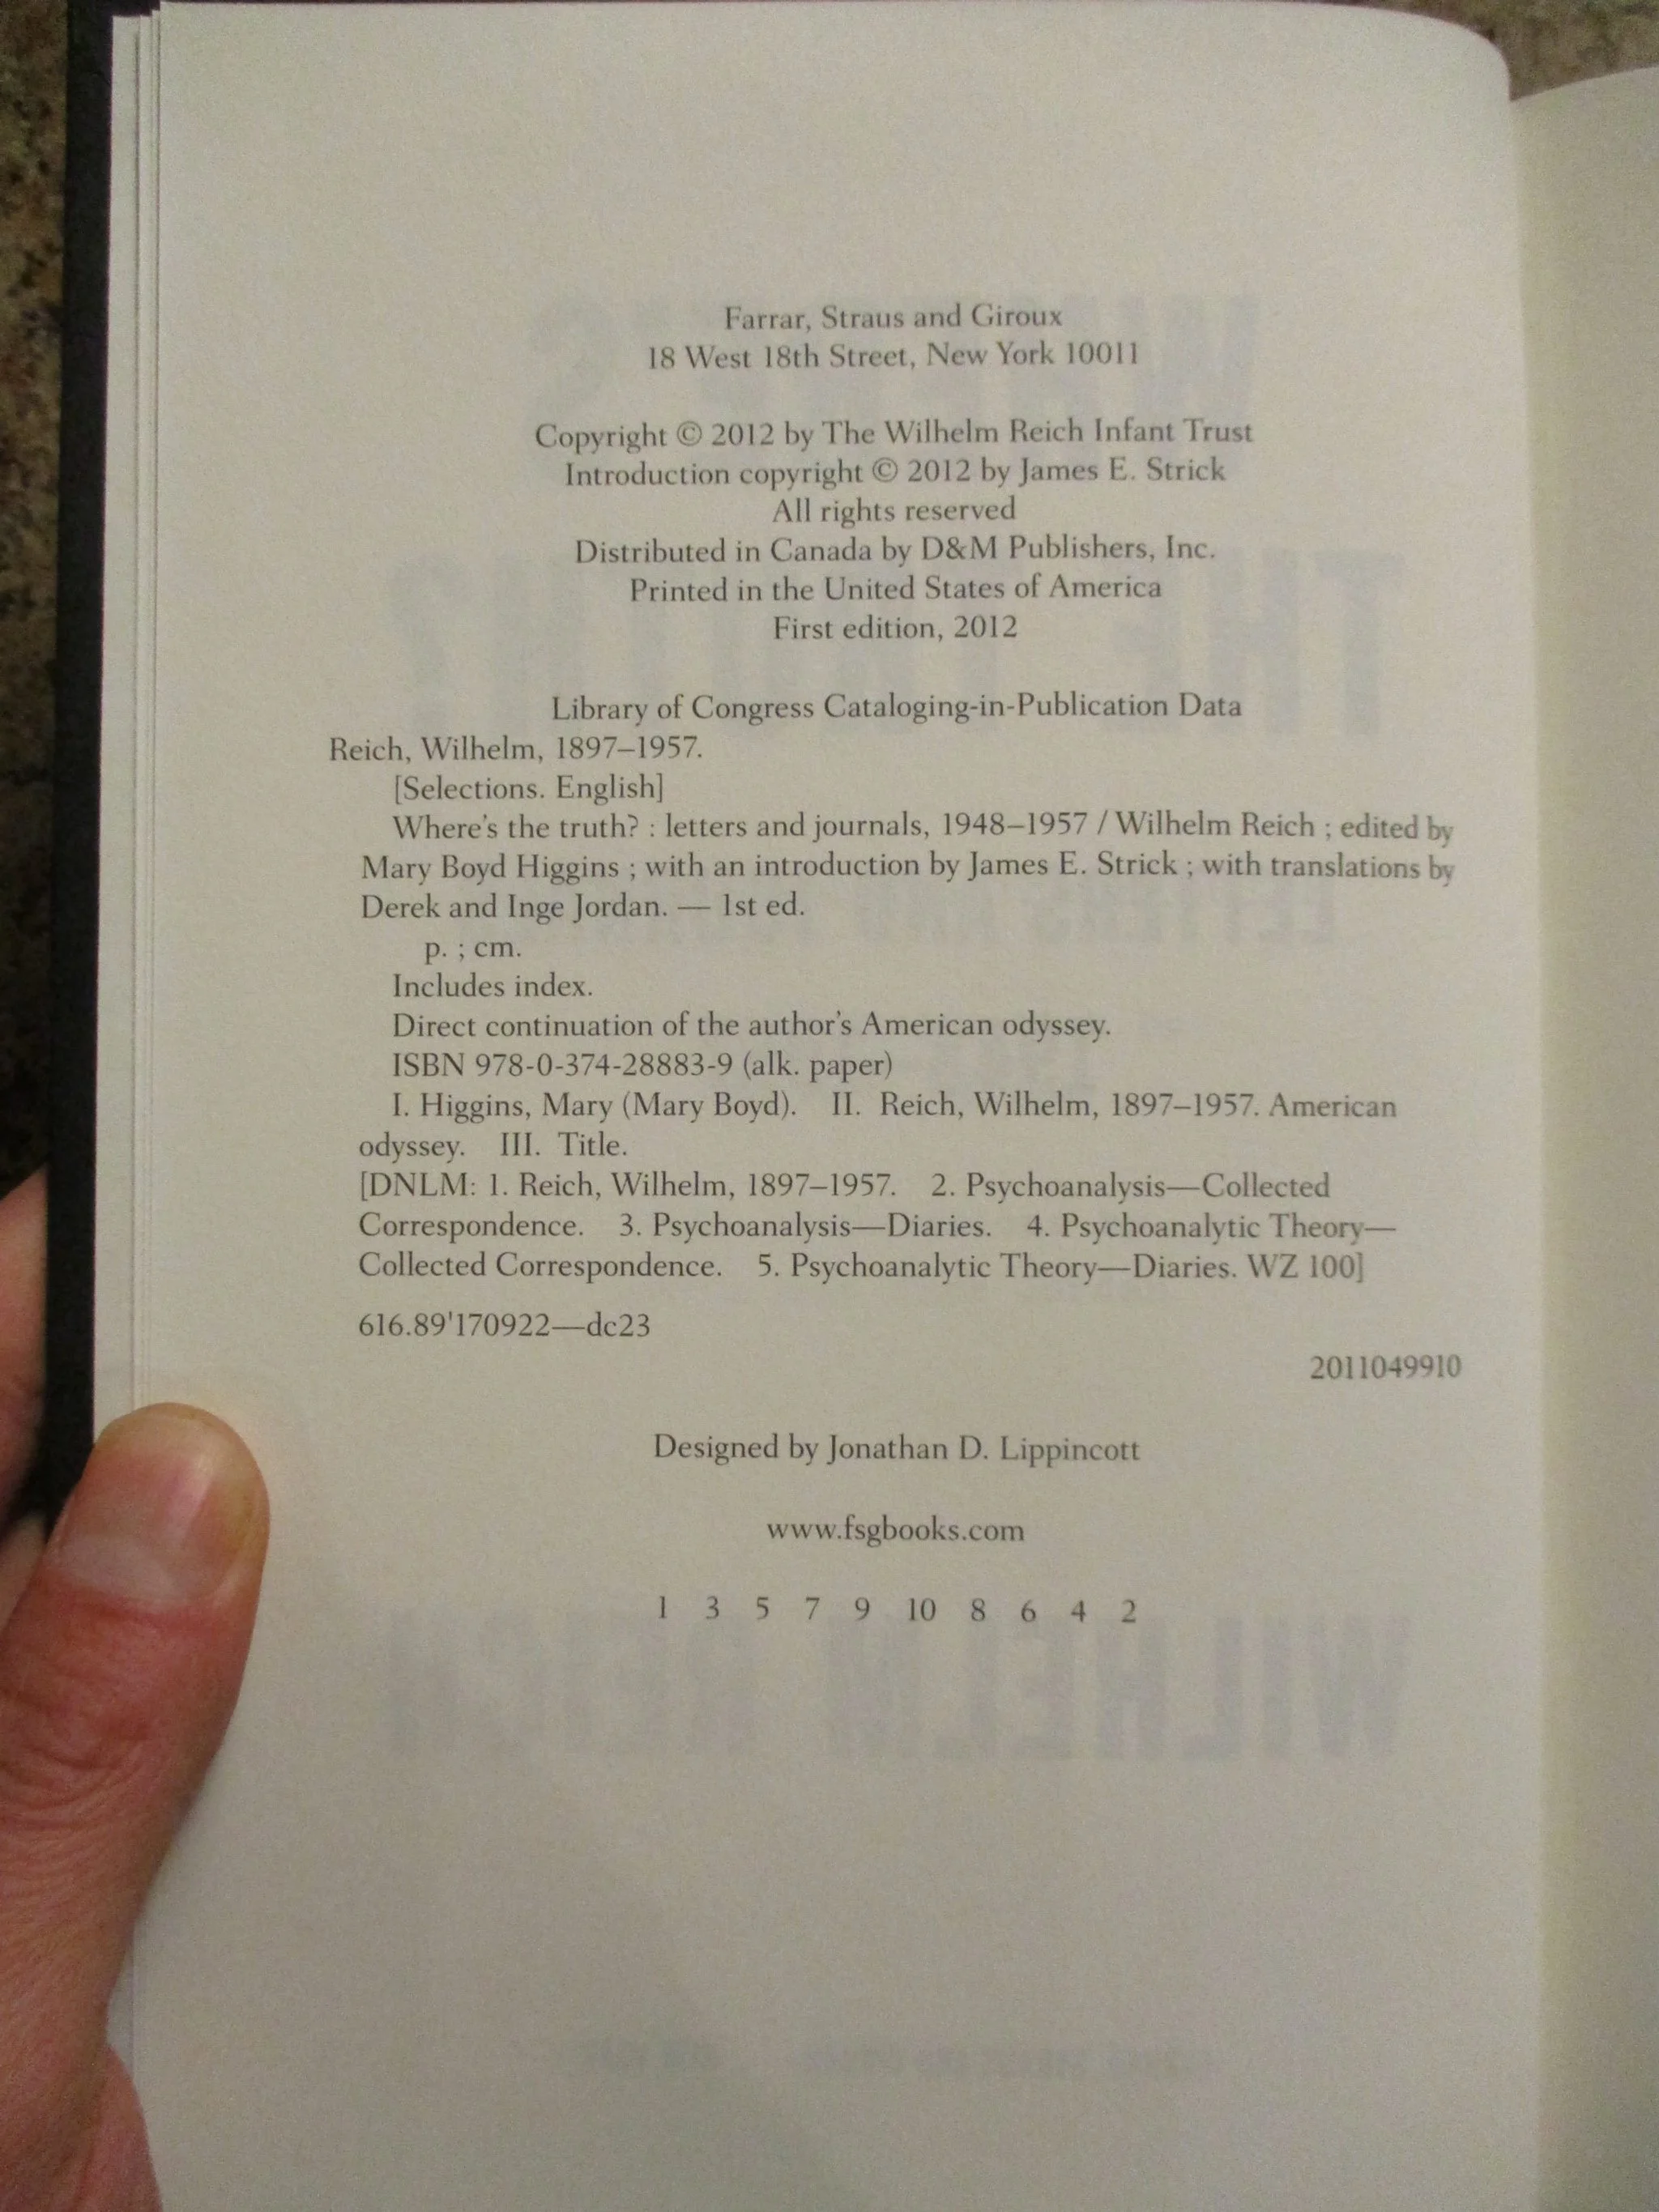 Farrar, Straus and Giroux
18 West 18th Street, New York 10011
Copyright © 2012 by The Wilhelm Reich Infant Trust
Introduction copyright © 2012 by James E. Strick
All rights reserved
Distributed in Canada by D&M Publishers, Inc.
Printed in the United States of America
First edition, 2012
Library of Congress Cataloging-in-Publication Data
Reich, Wilhelm, 1897–1957.
[Selections. English]
Where's the truth? : letters and journals, 1948–1957 / Wilhelm Reich ; edited by
Mary Boyd Higgins ; with an introduction by James E. Strick ; with translations by
Derek and Inge Jordan. — 1st ed.
p. ; cm.
Includes index.
Direct continuation of the author's American odyssey.
ISBN 978-0-374-28883-9 (alk. paper)
I. Higgins, Mary (Mary Boyd). II. Reich, Wilhelm, 1897–1957. American
odyssey. III. Title.
[DNLM: 1. Reich, Wilhelm, 1897–1957. 2. Psychoanalysis—Collected
Correspondence. 3. Psychoanalysis—Diaries. 4. Psychoanalytic Theory—
Collected Correspondence. 5. Psychoanalytic Theory—Diaries. WZ 100]
616.89'170922—dc23
2011049910
Designed by Jonathan D. Lippincott
www.fsgbooks.com
1 3 5 7 9 10 8 6 4 2